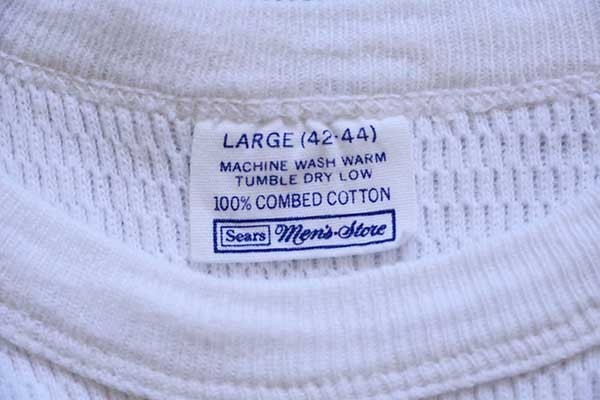 LARGE (42-44)
MACHINE WASH WARM
TUMBLE DRY LOW
100% COMBED COTTON
Sears Men's-Store